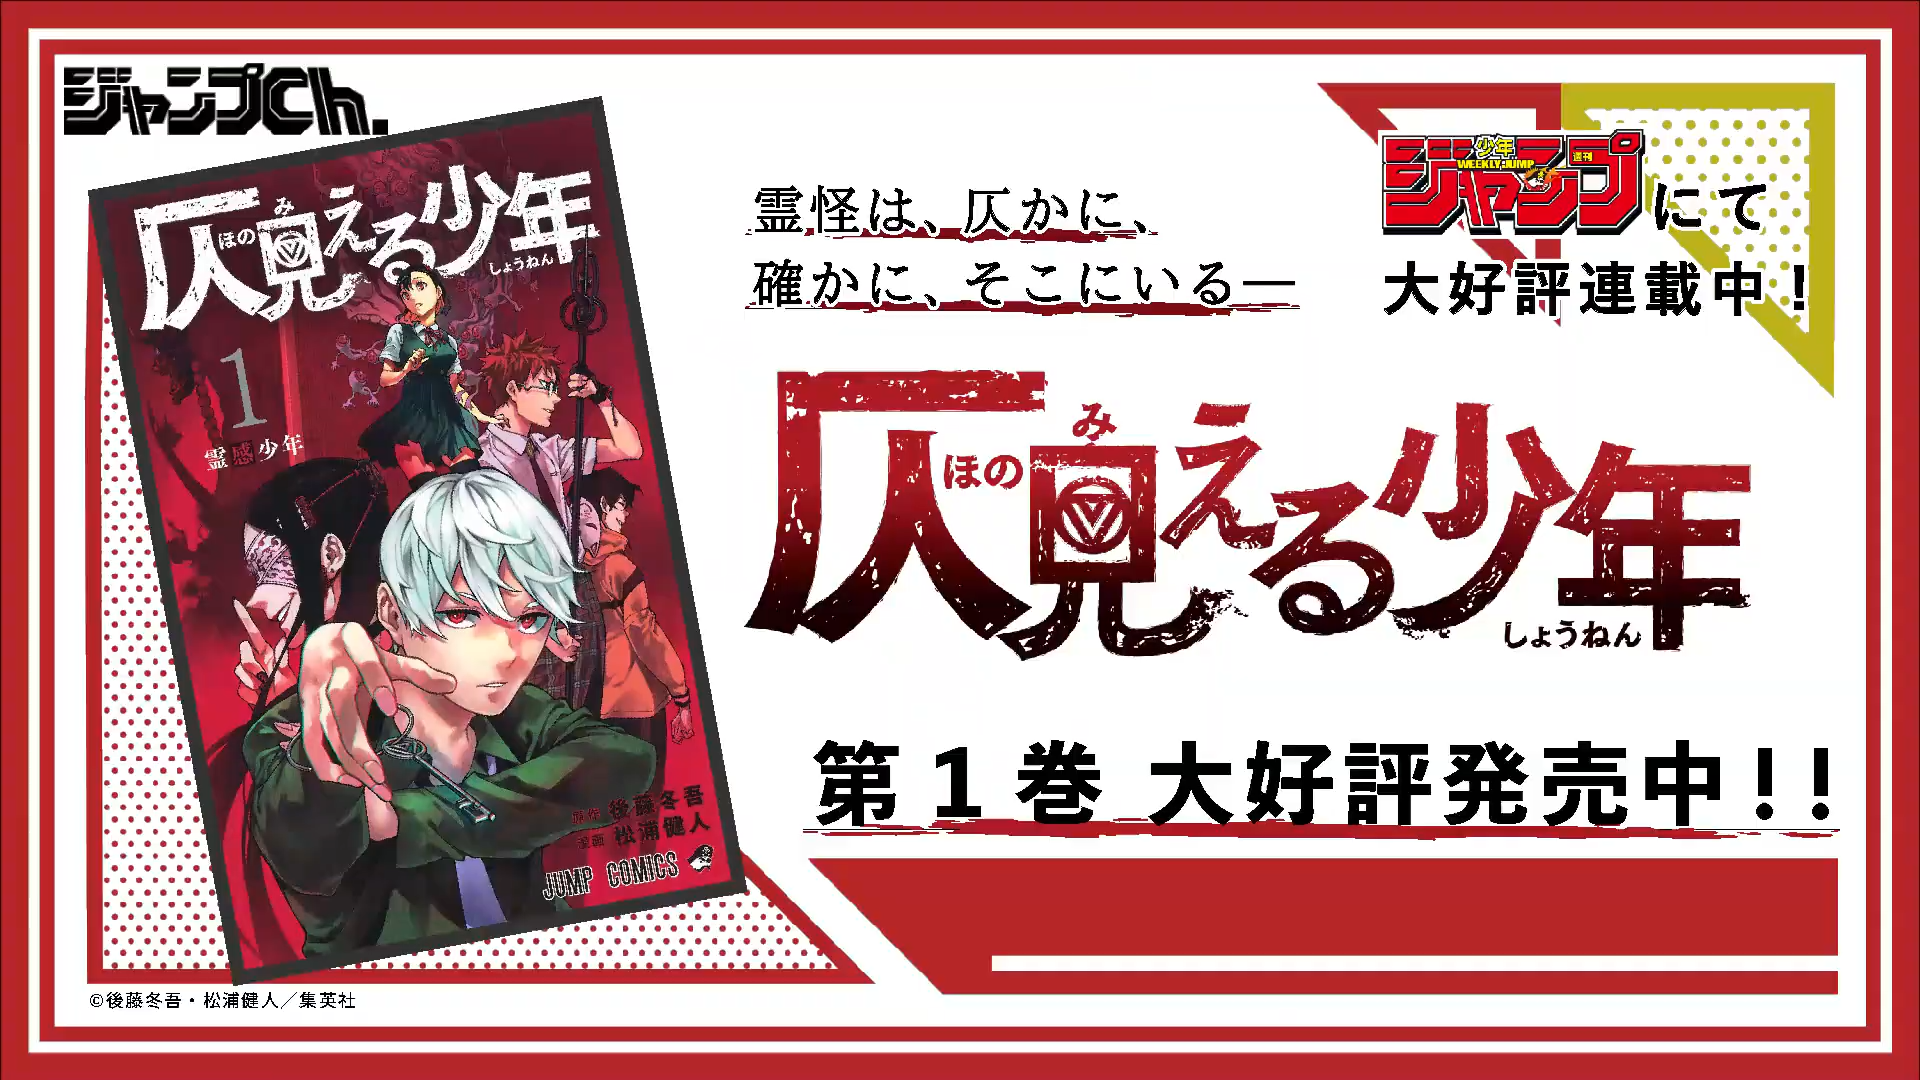 ジャンプCh.
仄見える少年
ほの
み
しょうねん
1
霊感少年
原作 後藤冬吾
漫画 松浦健人
JUMP COMICS
©後藤冬吾・松浦健人／集英社
霊怪は、仄かに、
確かに、そこにいる―
少年
WEEKLY JUMP
週刊
ジャンプにて
大好評連載中！
仄見える少年
ほの
み
しょうねん
第１巻 大好評発売中！！